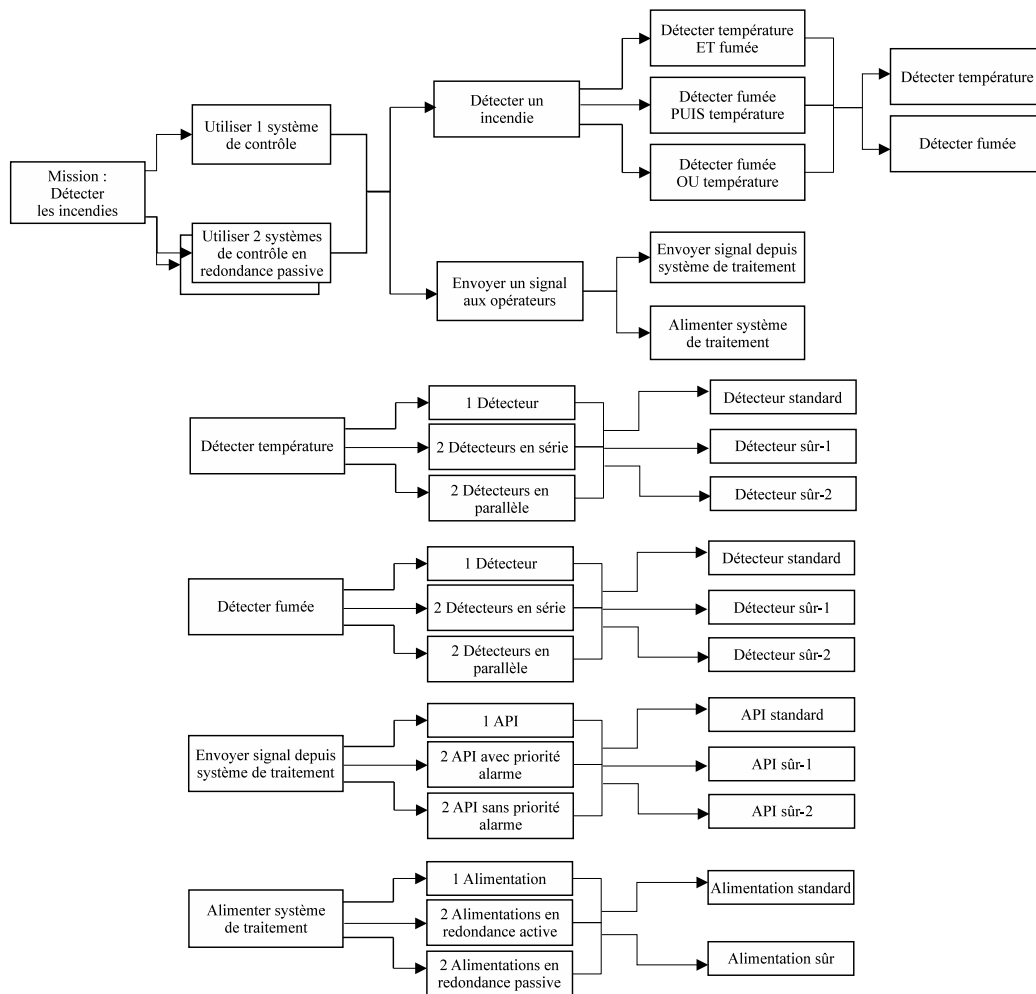 Mission :
Détecter
les incendies
Utiliser 1 système
de contrôle
Utiliser 2 systèmes
de contrôle en
redondance passive
Détecter un
incendie
Envoyer un signal
aux opérateurs
Détecter température
ET fumée
Détecter fumée
PUIS température
Détecter fumée
OU température
Détecter température
Détecter fumée
Envoyer signal depuis
système de traitement
Alimenter système
de traitement
Détecter température
1 Détecteur
2 Détecteurs en série
2 Détecteurs en
parallèle
Détecteur standard
Détecteur sûr-1
Détecteur sûr-2
Détecter fumée
1 Détecteur
2 Détecteurs en série
2 Détecteurs en
parallèle
Détecteur standard
Détecteur sûr-1
Détecteur sûr-2
Envoyer signal depuis
système de traitement
1 API
2 API avec priorité
alarme
2 API sans priorité
alarme
API standard
API sûr-1
API sûr-2
Alimenter système
de traitement
1 Alimentation
2 Alimentations en
redondance active
2 Alimentations en
redondance passive
Alimentation standard
Alimentation sûr